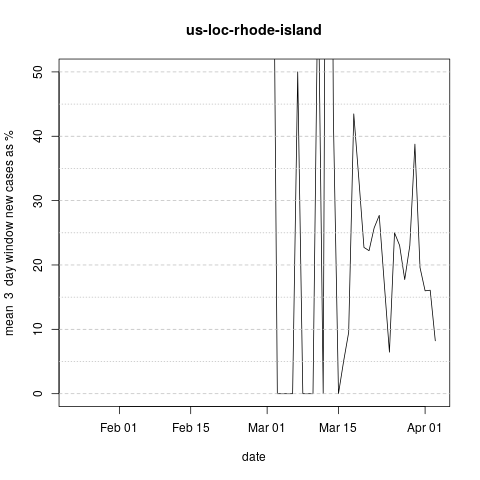 us-loc-rhode-island
50
40
30
20
10
0
mean 3 day window new cases as %
Feb 01 Feb 15 Mar 01 Mar 15 Apr 01
date